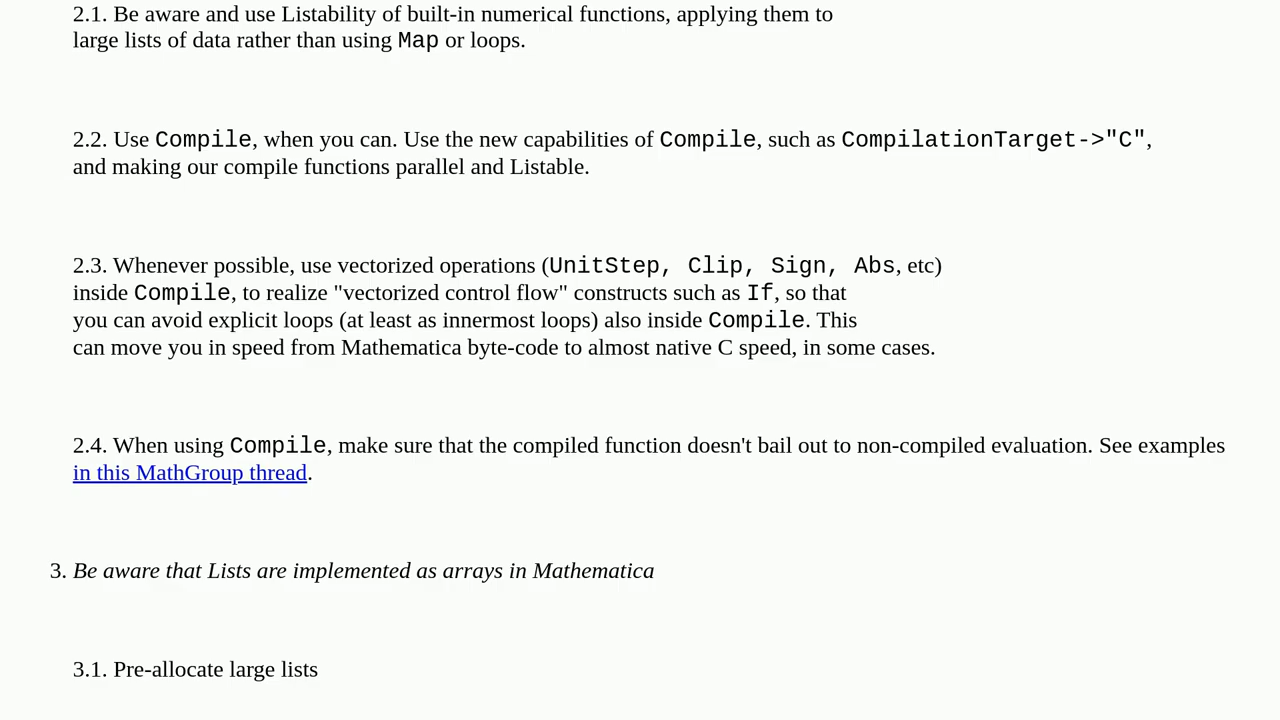 2.1. Be aware and use Listability of built-in numerical functions, applying them to
large lists of data rather than using Map or loops.
2.2. Use Compile, when you can. Use the new capabilities of Compile, such as CompilationTarget->"C",
and making our compile functions parallel and Listable.
2.3. Whenever possible, use vectorized operations (UnitStep, Clip, Sign, Abs, etc)
inside Compile, to realize "vectorized control flow" constructs such as If, so that
you can avoid explicit loops (at least as innermost loops) also inside Compile. This
can move you in speed from Mathematica byte-code to almost native C speed, in some cases.
2.4. When using Compile, make sure that the compiled function doesn't bail out to non-compiled evaluation. See examples
in this MathGroup thread.
3. Be aware that Lists are implemented as arrays in Mathematica
3.1. Pre-allocate large lists